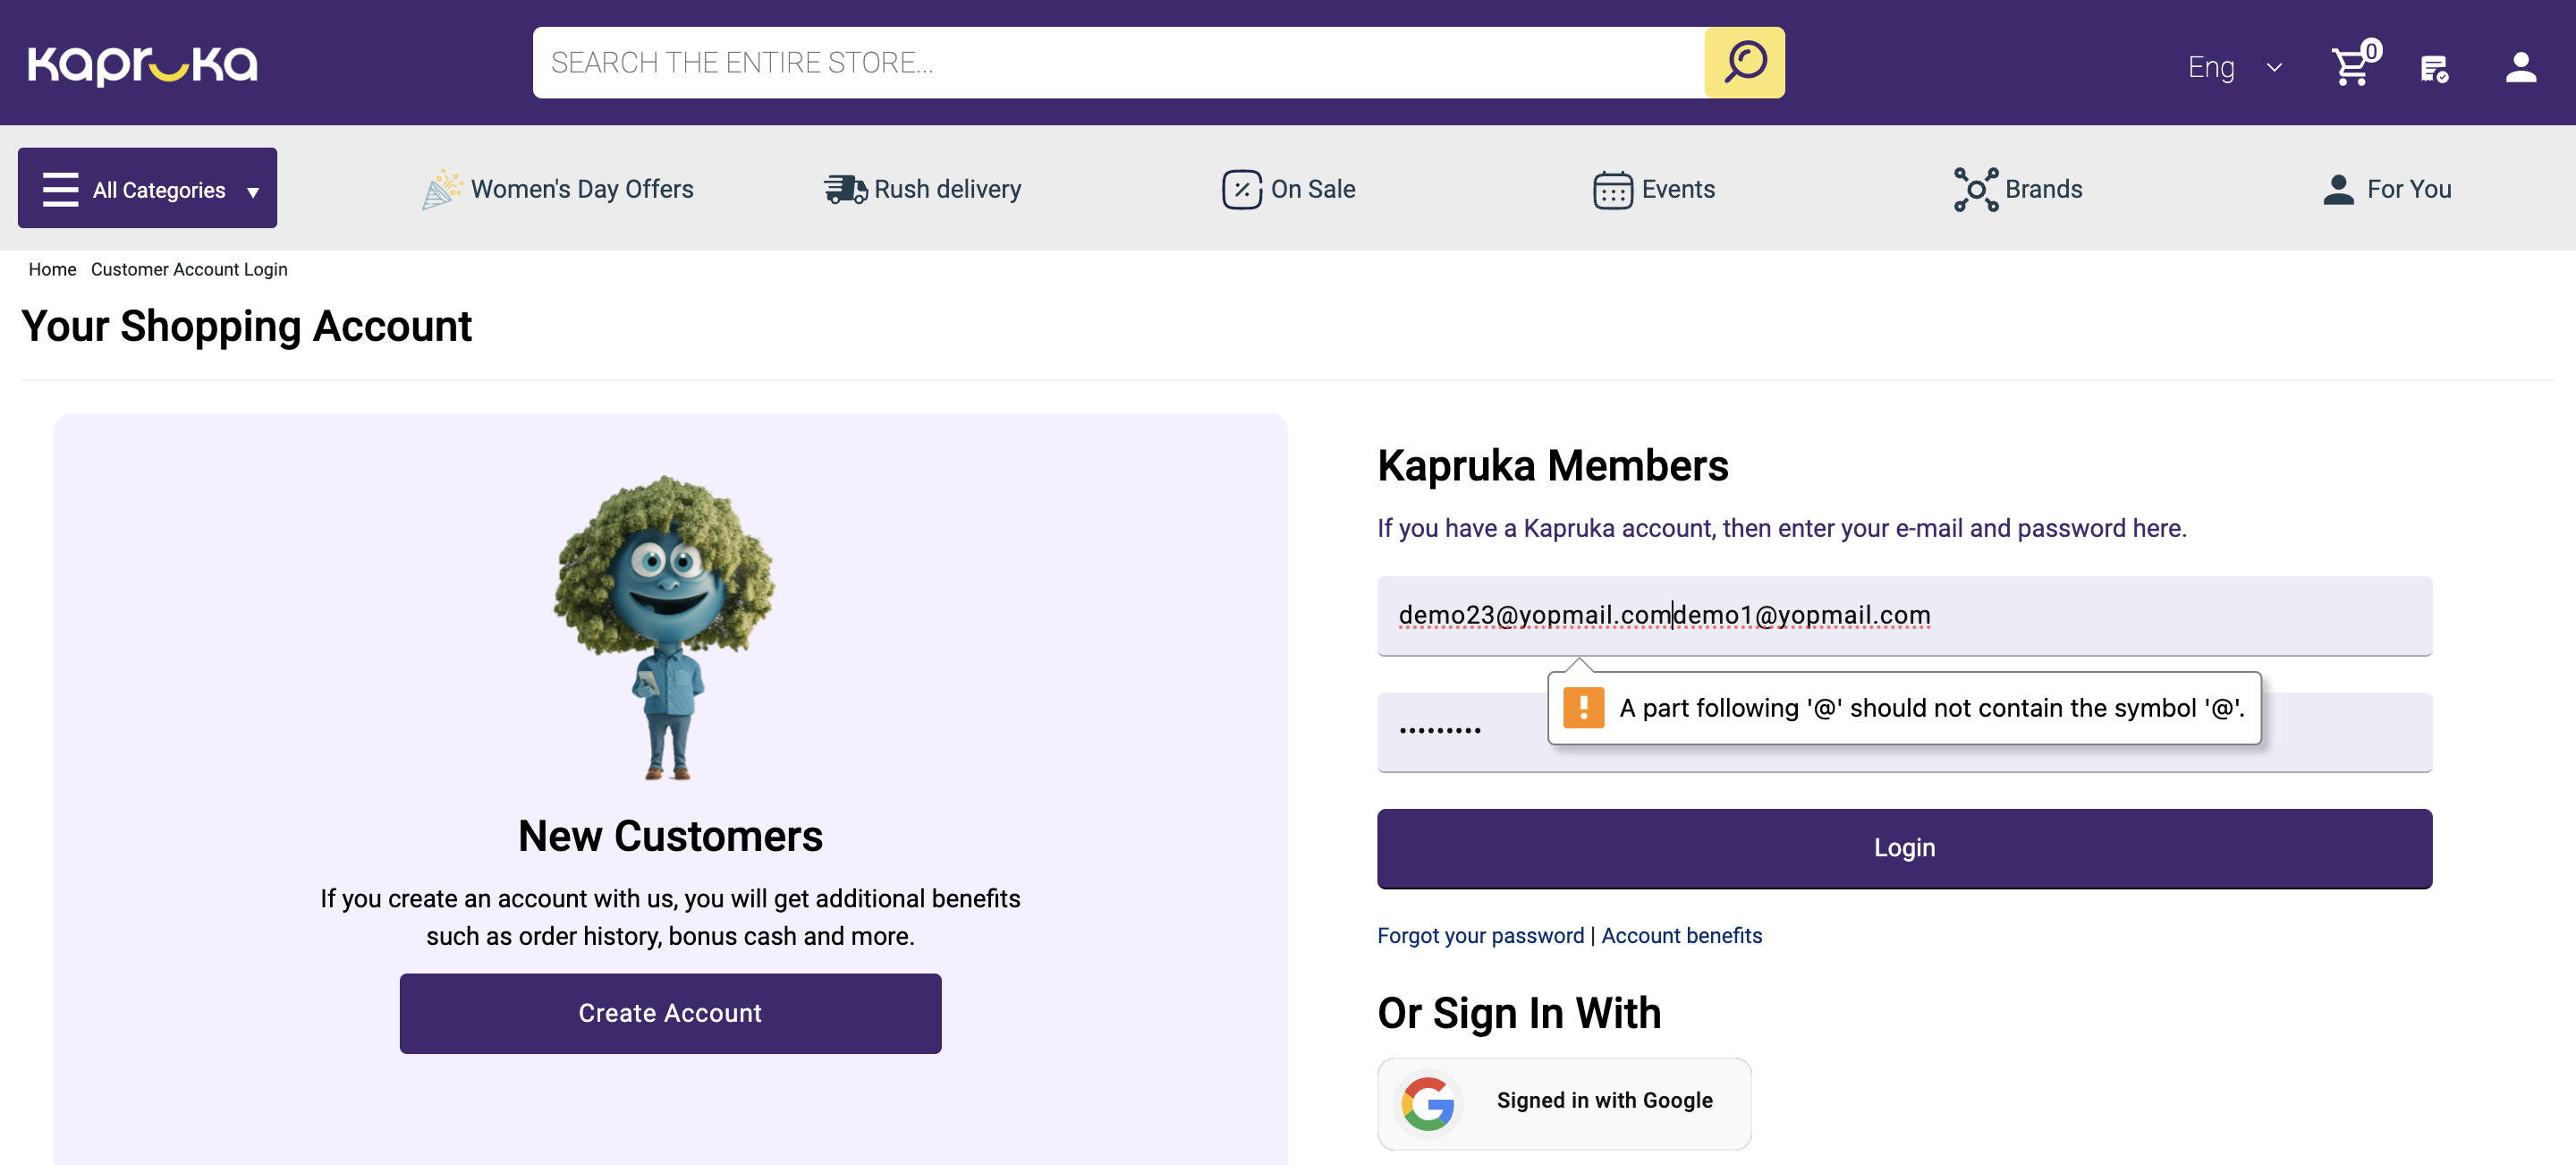 Kapruka
SEARCH THE ENTIRE STORE...
Eng
0
All Categories ▼
Women's Day Offers
Rush delivery
On Sale
Events
Brands
For You
Home Customer Account Login
Your Shopping Account
New Customers
If you create an account with us, you will get additional benefits
such as order history, bonus cash and more.
Create Account
Kapruka Members
If you have a Kapruka account, then enter your e-mail and password here.
demo23@yopmail.comdemo1@yopmail.com
A part following '@' should not contain the symbol '@'.
•••••••••
Login
Forgot your password | Account benefits
Or Sign In With
Signed in with Google